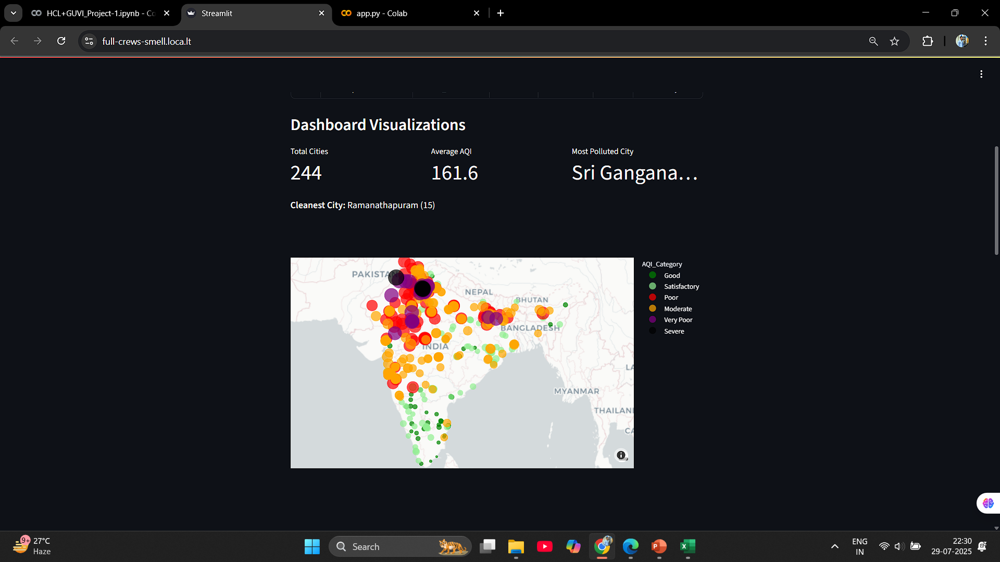 HCL+GUVI_Project-1.ipynb - Co
Streamlit
app.py - Colab
full-crews-smell.loca.lt
Dashboard Visualizations
Total Cities
Average AQI
Most Polluted City
244
161.6
Sri Gangana…
Cleanest City: Ramanathapuram (15)
AQI_Category
Good
Satisfactory
Poor
Moderate
Very Poor
Severe
PAKISTAN
NEPAL
BHUTAN
BANGLADESH
INDIA
LA
MYANMAR
THAILAN
CA
9+
27°C
Haze
Search
ENG
IN
22:30
29-07-2025